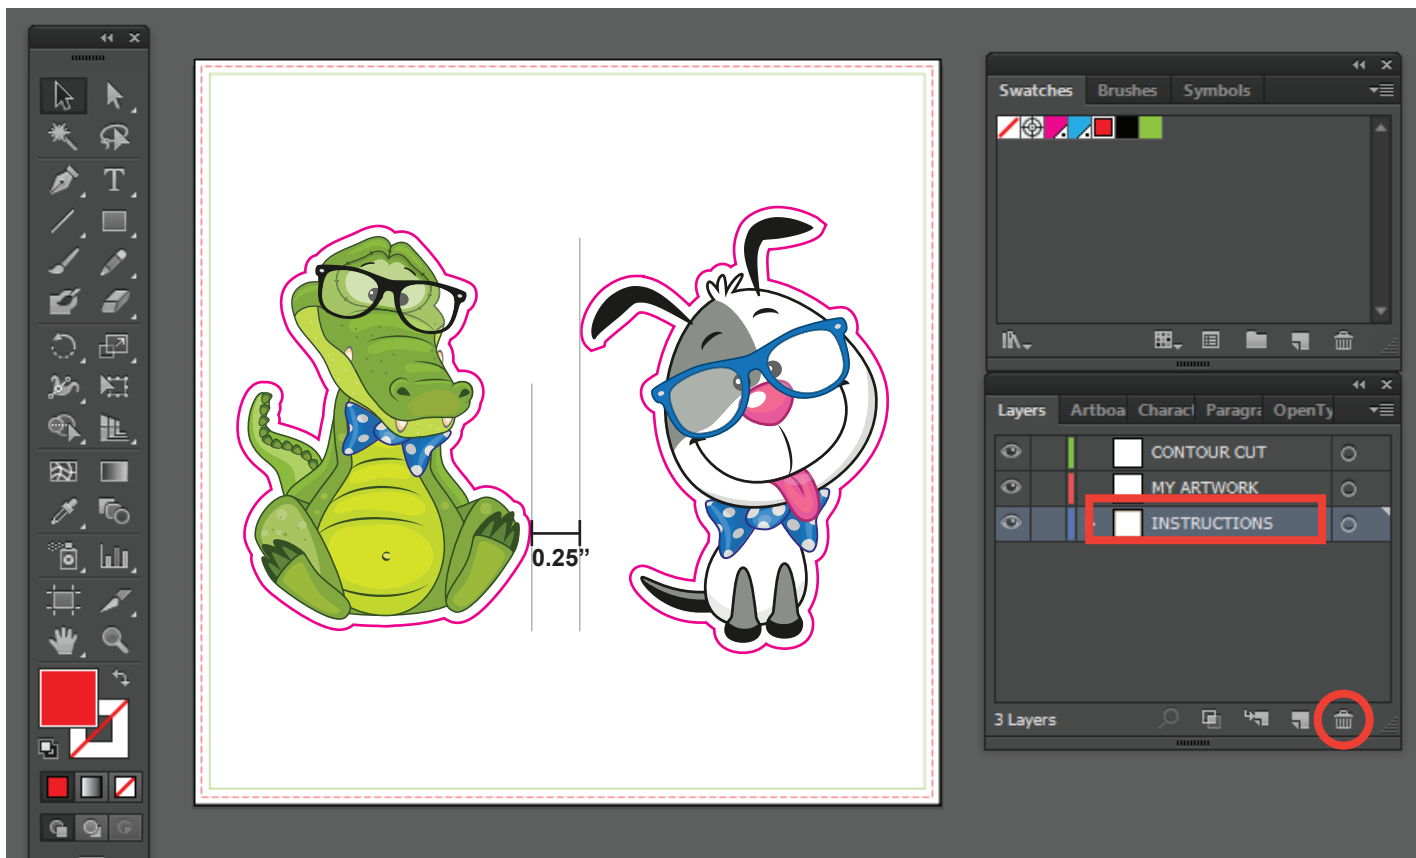 Swatches Brushes Symbols
0.25”
Layers Artboa Charact Paragra OpenTy
CONTOUR CUT
MY ARTWORK
INSTRUCTIONS
3 Layers